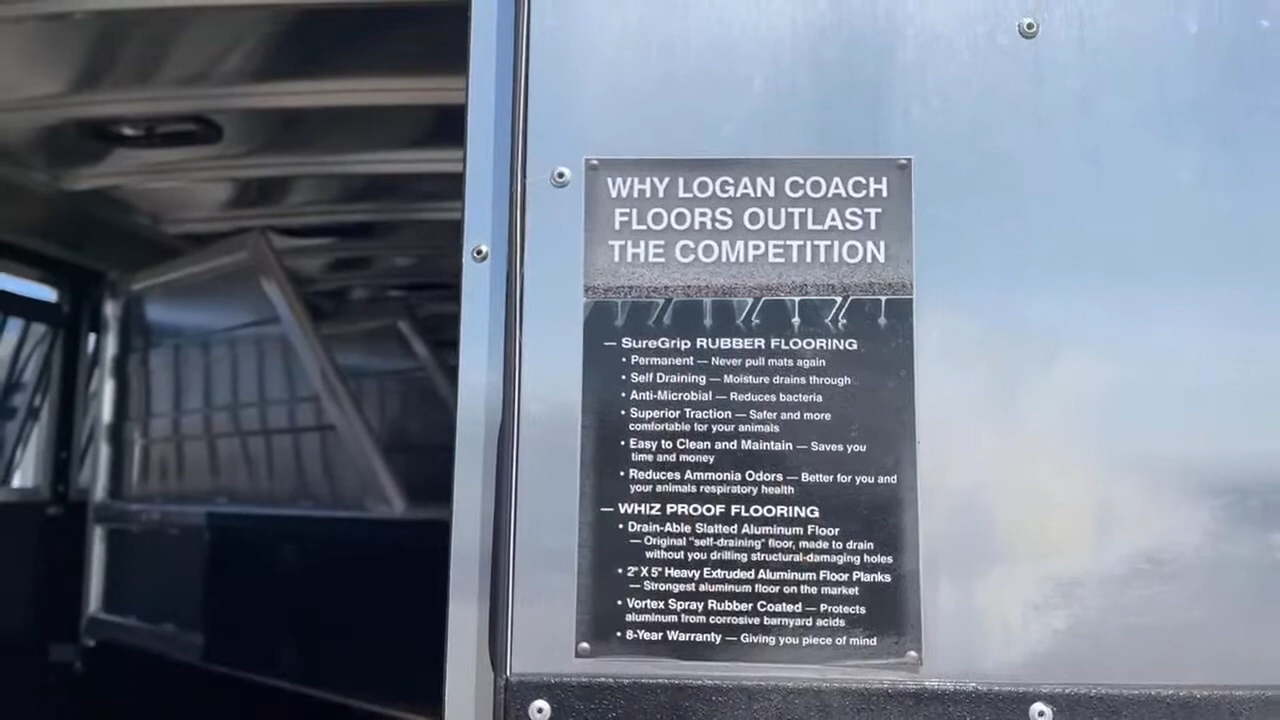 WHY LOGAN COACH
FLOORS OUTLAST
THE COMPETITION
— SureGrip RUBBER FLOORING
• Permanent — Never pull mats again
• Self Draining — Moisture drains through
• Anti-Microbial — Reduces bacteria
• Superior Traction — Safer and more
comfortable for your animals
• Easy to Clean and Maintain — Saves you
time and money
• Reduces Ammonia Odors — Better for you and
your animals respiratory health
— WHIZ PROOF FLOORING
• Drain-Able Slatted Aluminum Floor
— Original "self-draining" floor, made to drain
without you drilling structural-damaging holes
• 2" X 5" Heavy Extruded Aluminum Floor Planks
— Strongest aluminum floor on the market
• Vortex Spray Rubber Coated — Protects
aluminum from corrosive barnyard acids
• 8-Year Warranty — Giving you piece of mind